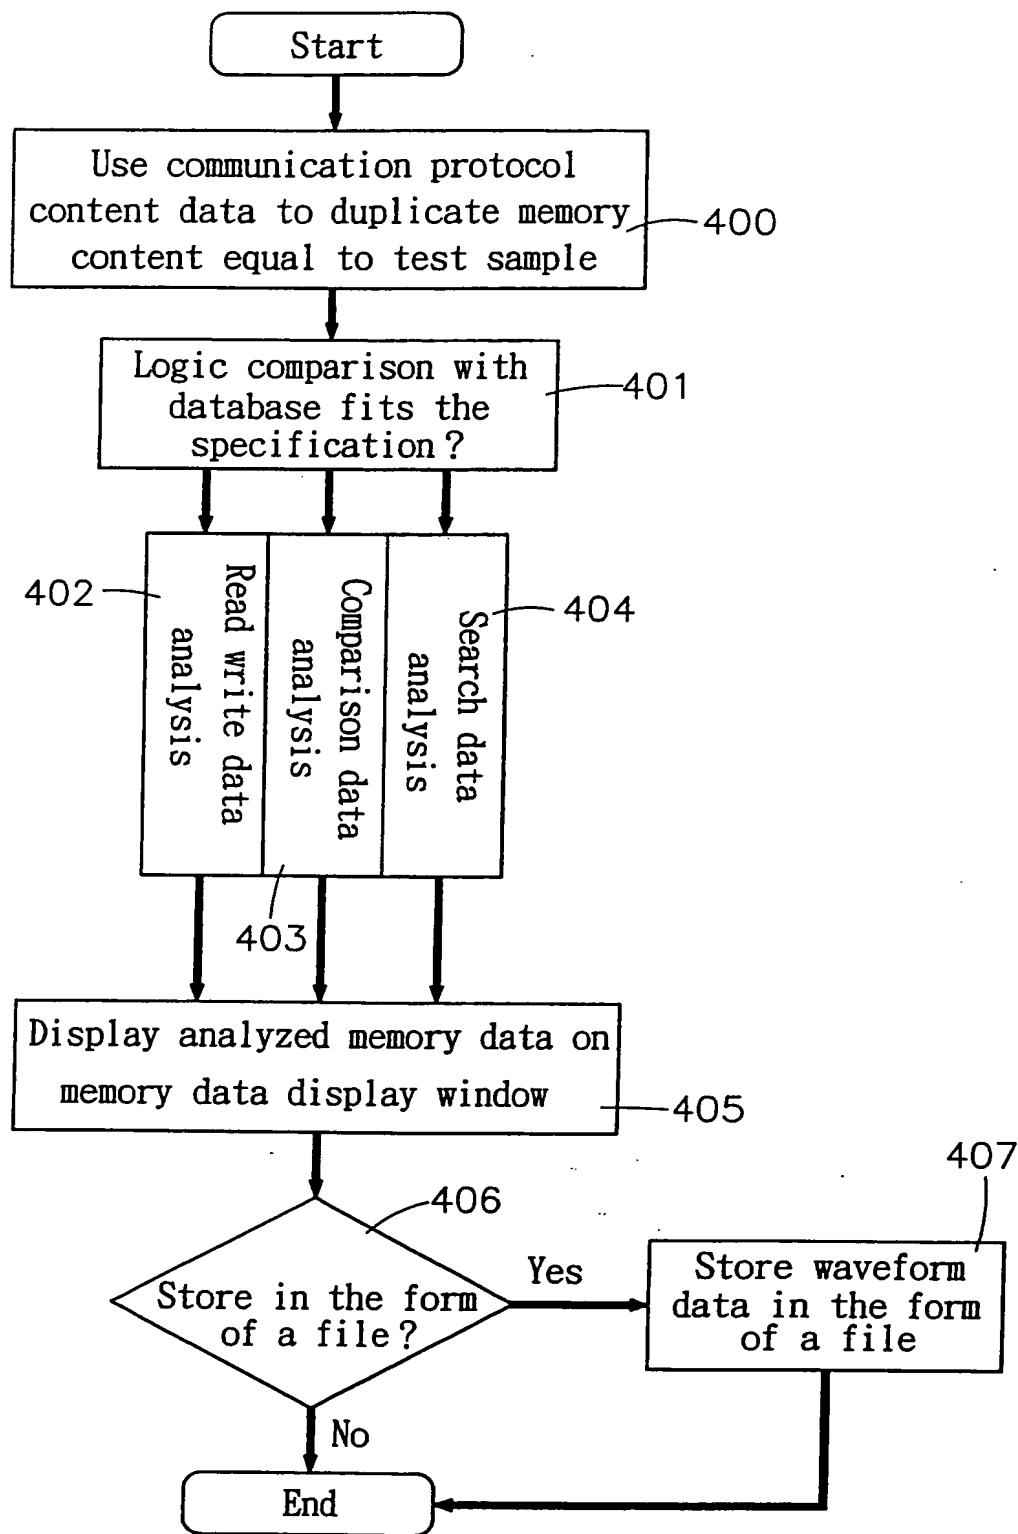 Start
Use communication protocol
content data to duplicate memory
content equal to test sample
400
Logic comparison with
database fits the
specification?
401
402
Read write data
analysis
Comparison data
analysis
403
Search data
analysis
404
Display analyzed memory data on
memory data display window
405
406
Store in the form
of a file?
Yes
407
Store waveform
data in the form
of a file
No
End